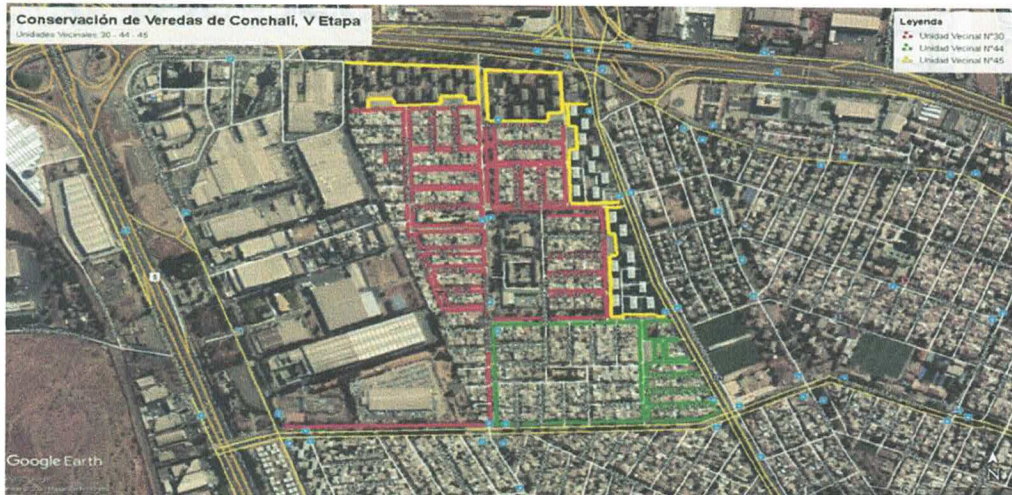 Conservación de Veredas de Conchalí, V Etapa
Unidades Vecinales 30 - 44 - 45
Leyenda
Unidad Vecinal N°30
Unidad Vecinal N°44
Unidad Vecinal N°45
Google Earth
N